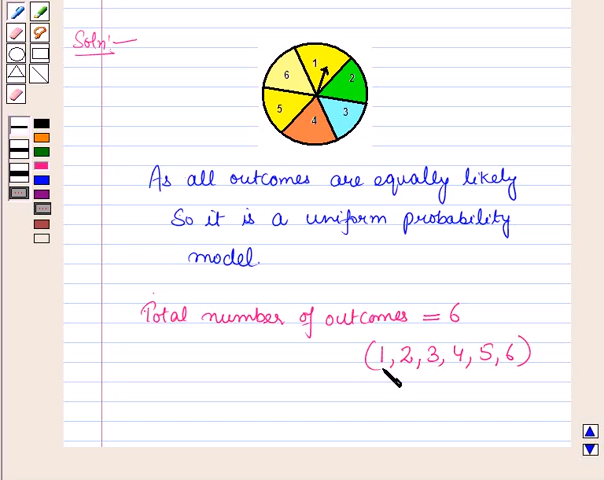 Soln:-
1
6
2
5
3
4
As all outcomes are equally likely
So it is a uniform probability
model.
Total number of outcomes = 6
(1, 2, 3, 4, 5, 6)